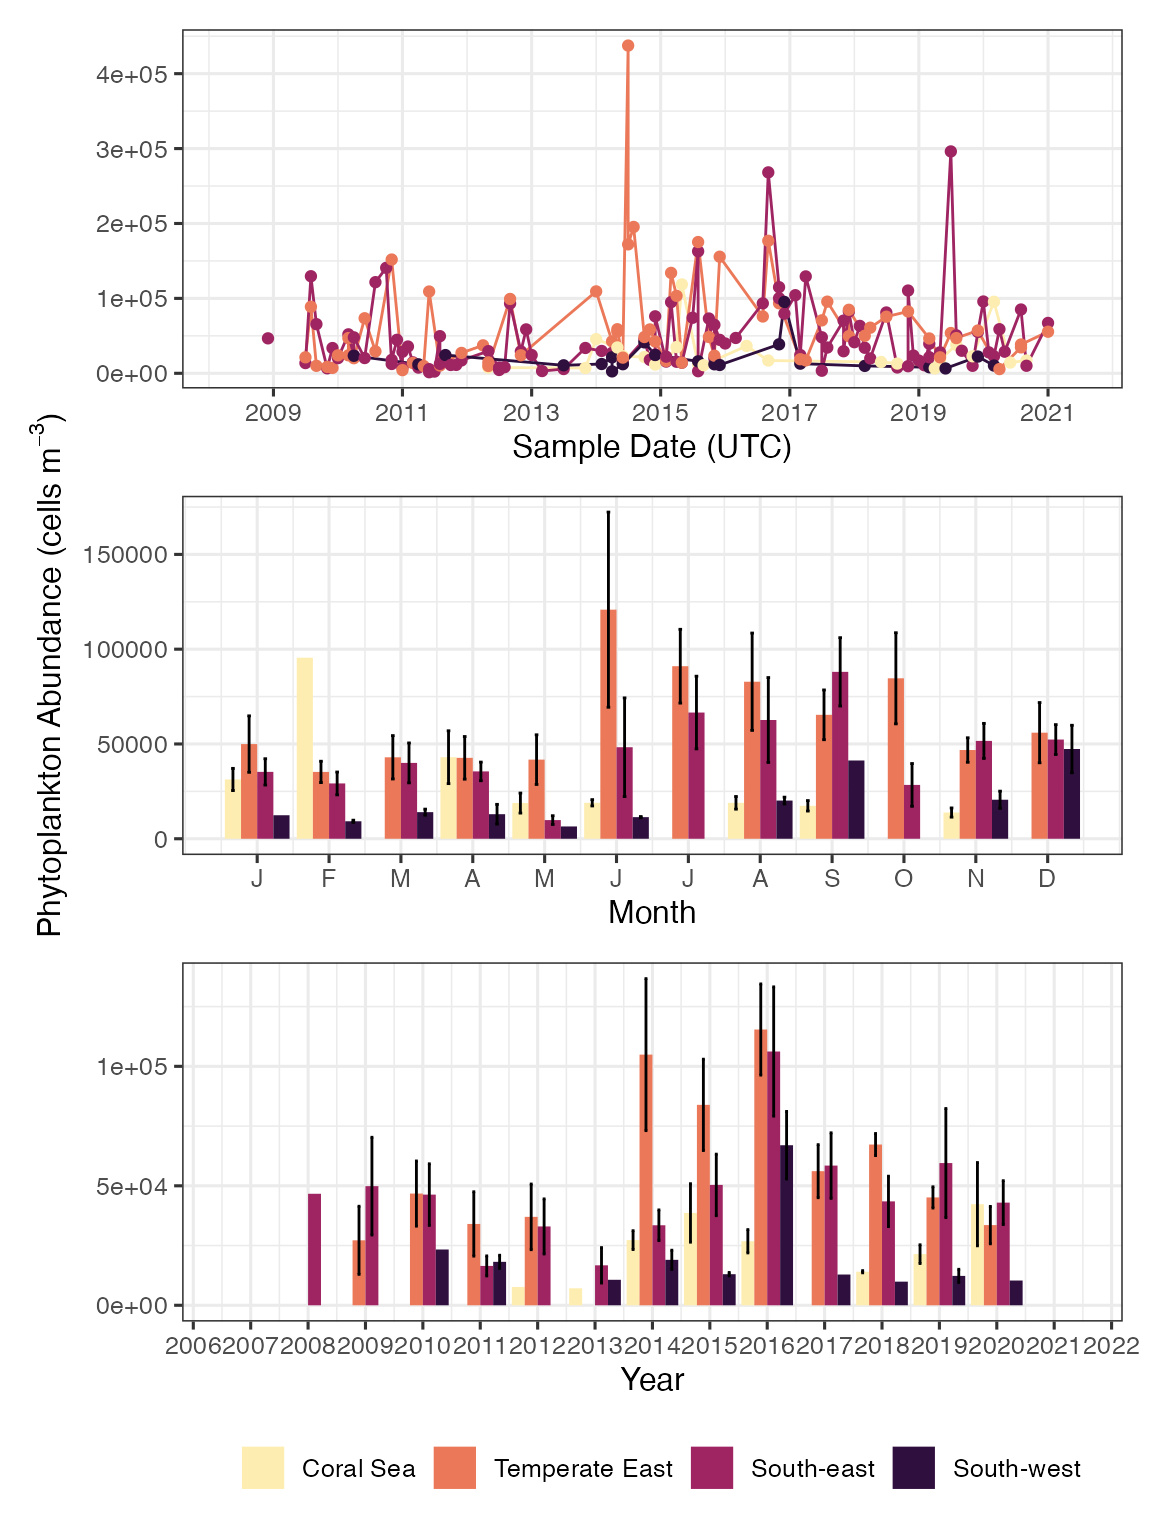 Phytoplankton Abundance (cells m⁻³)
4e+05
3e+05
2e+05
1e+05
0e+00
2009 2011 2013 2015 2017 2019 2021
Sample Date (UTC)
150000
100000
50000
0
J F M A M J J A S O N D
Month
1e+05
5e+04
0e+00
2006 2007 2008 2009 2010 2011 2012 2013 2014 2015 2016 2017 2018 2019 2020 2021 2022
Year
Coral Sea Temperate East South-east South-west